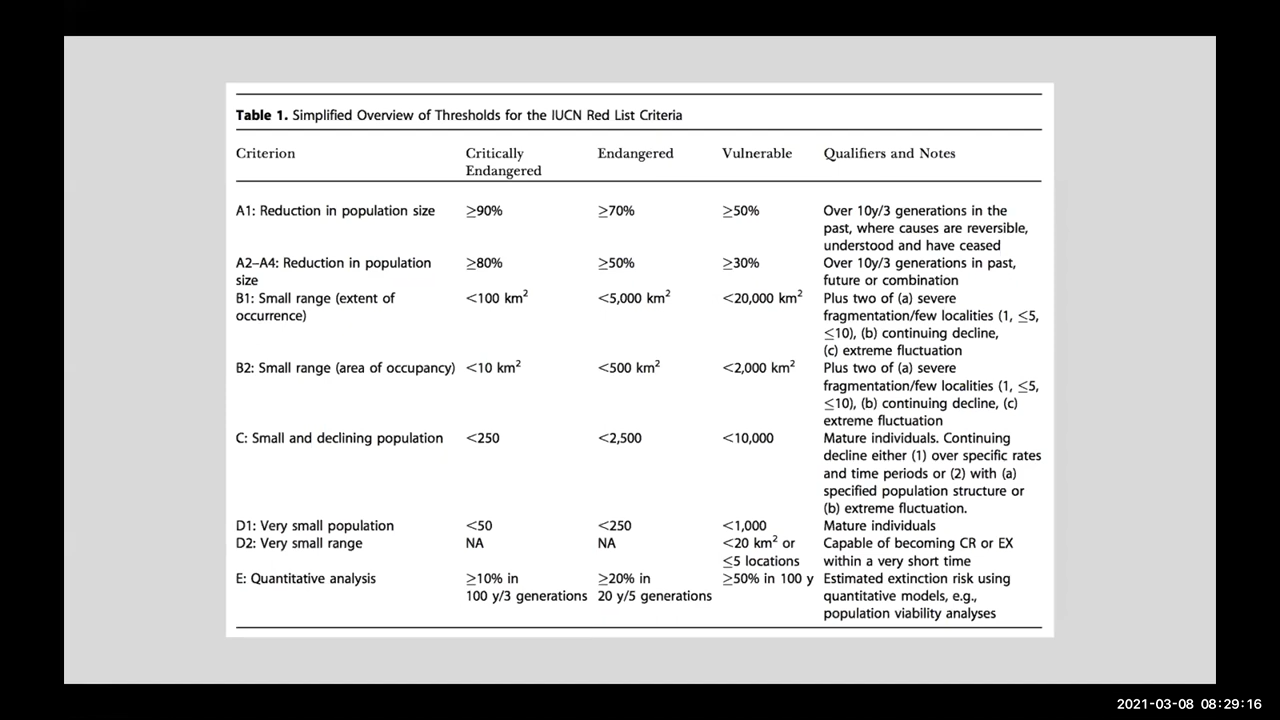 Table 1. Simplified Overview of Thresholds for the IUCN Red List Criteria
Criterion Critically Endangered Endangered Vulnerable Qualifiers and Notes
A1: Reduction in population size ≥90% ≥70% ≥50% Over 10y/3 generations in the
past, where causes are reversible,
understood and have ceased
A2–A4: Reduction in population ≥80% ≥50% ≥30% Over 10y/3 generations in past,
size future or combination
B1: Small range (extent of <100 km² <5,000 km² <20,000 km² Plus two of (a) severe
occurrence) fragmentation/few localities (1, ≤5,
≤10), (b) continuing decline,
(c) extreme fluctuation
B2: Small range (area of occupancy) <10 km² <500 km² <2,000 km² Plus two of (a) severe
fragmentation/few localities (1, ≤5,
≤10), (b) continuing decline, (c)
extreme fluctuation
C: Small and declining population <250 <2,500 <10,000 Mature individuals. Continuing
decline either (1) over specific rates
and time periods or (2) with (a)
specified population structure or
(b) extreme fluctuation.
D1: Very small population <50 <250 <1,000 Mature individuals
D2: Very small range NA NA <20 km² or Capable of becoming CR or EX
≤5 locations within a very short time
E: Quantitative analysis ≥10% in ≥20% in ≥50% in 100 y Estimated extinction risk using
100 y/3 generations 20 y/5 generations quantitative models, e.g.,
population viability analyses
2021-03-08 08:29:16